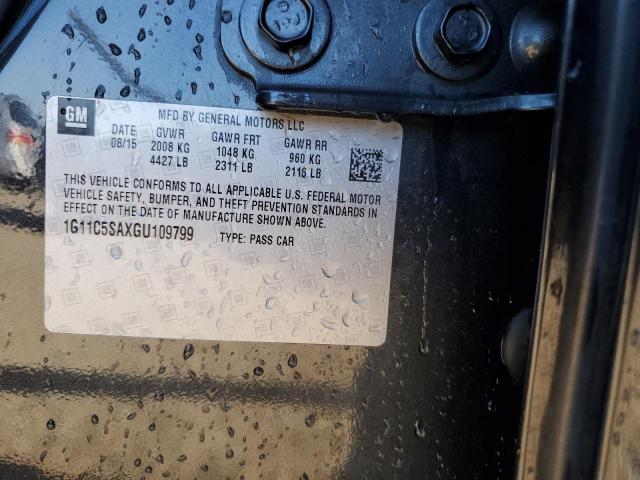 GM
MFD BY GENERAL MOTORS LLC
DATE GVWR GAWR FRT GAWR RR
08/15 2008 KG 1048 KG 960 KG
4427 LB 2311 LB 2116 LB
THIS VEHICLE CONFORMS TO ALL APPLICABLE U.S. FEDERAL MOTOR
VEHICLE SAFETY, BUMPER, AND THEFT PREVENTION STANDARDS IN
EFFECT ON THE DATE OF MANUFACTURE SHOWN ABOVE.
1G11C5SAXGU109799 TYPE: PASS CAR